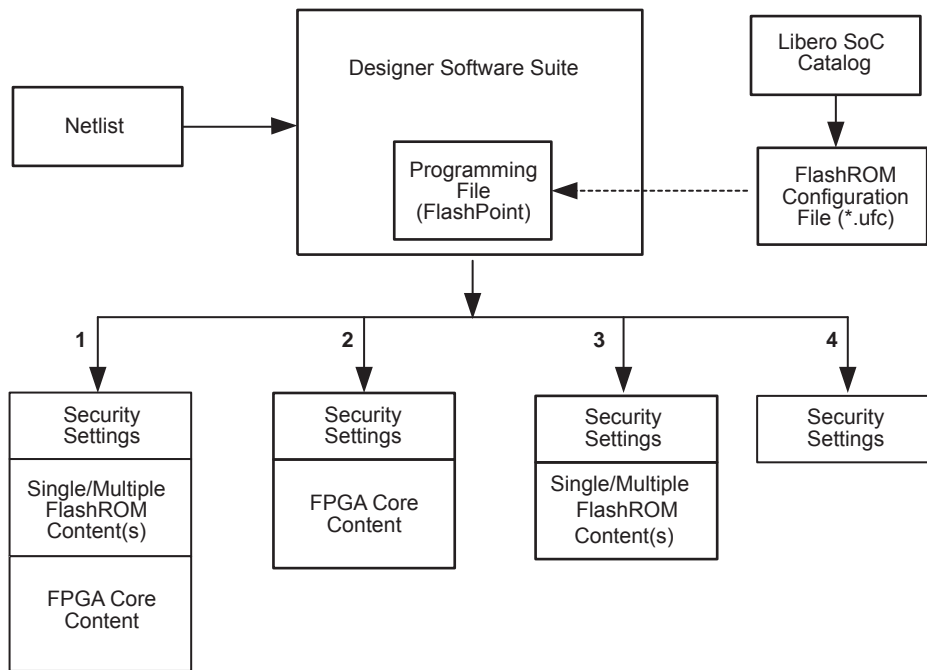 Designer Software Suite
Libero SoC
Catalog
Netlist
Programming
File
(FlashPoint)
FlashROM
Configuration
File (*.ufc)
1
2
3
4
Security
Settings
Single/Multiple
FlashROM
Content(s)
FPGA Core
Content
Security
Settings
FPGA Core
Content
Security
Settings
Single/Multiple
FlashROM
Content(s)
Security
Settings